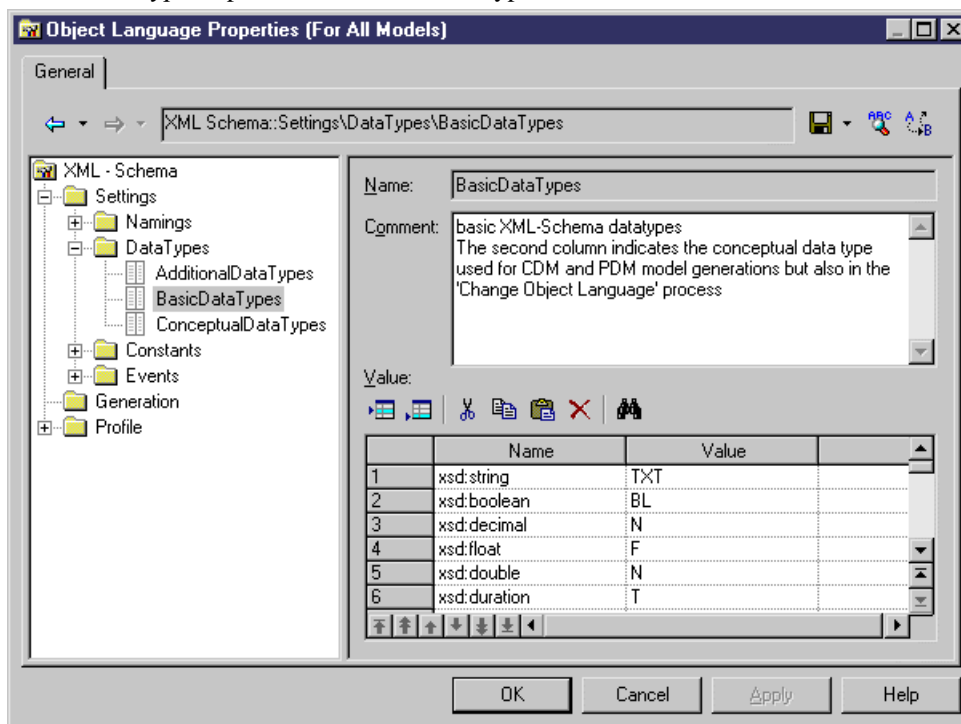 Object Language Properties (For All Models)
General
XML Schema::Settings\DataTypes\BasicDataTypes
XML - Schema
Settings
Namings
DataTypes
AdditionalDataTypes
BasicDataTypes
ConceptualDataTypes
Constants
Events
Generation
Profile
Name: BasicDataTypes
Comment: basic XML-Schema datatypes
The second column indicates the conceptual data type
used for CDM and PDM model generations but also in the
'Change Object Language' process
Value:
Name Value
1 xsd:string TXT
2 xsd:boolean BL
3 xsd:decimal N
4 xsd:float F
5 xsd:double N
6 xsd:duration T
OK Cancel Apply Help